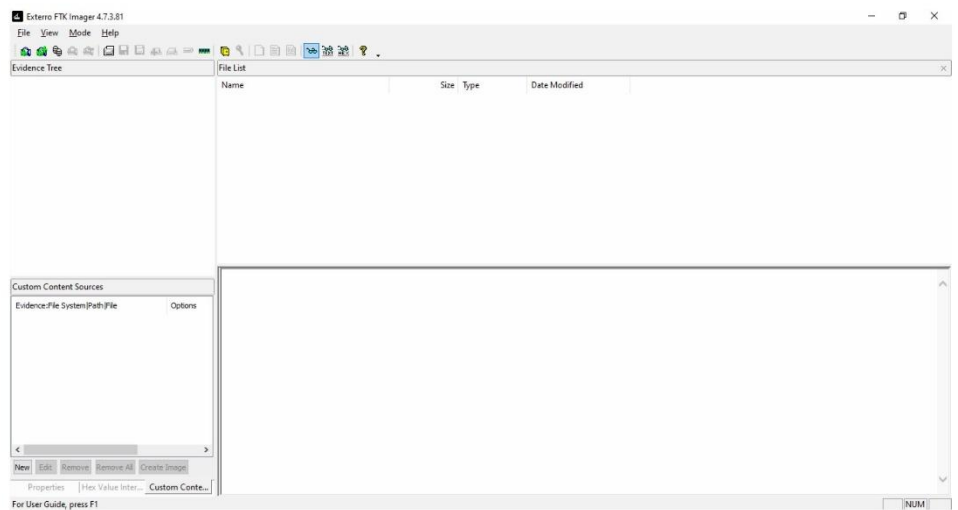 Exterro FTK Imager 4.7.3.81
File View Mode Help
Evidence Tree
File List
Name Size Type Date Modified
Custom Content Sources
Evidence:File System|Path|File Options
New Edit Remove Remove All Create Image
Properties Hex Value Inter... Custom Conte...
For User Guide, press F1 NUM